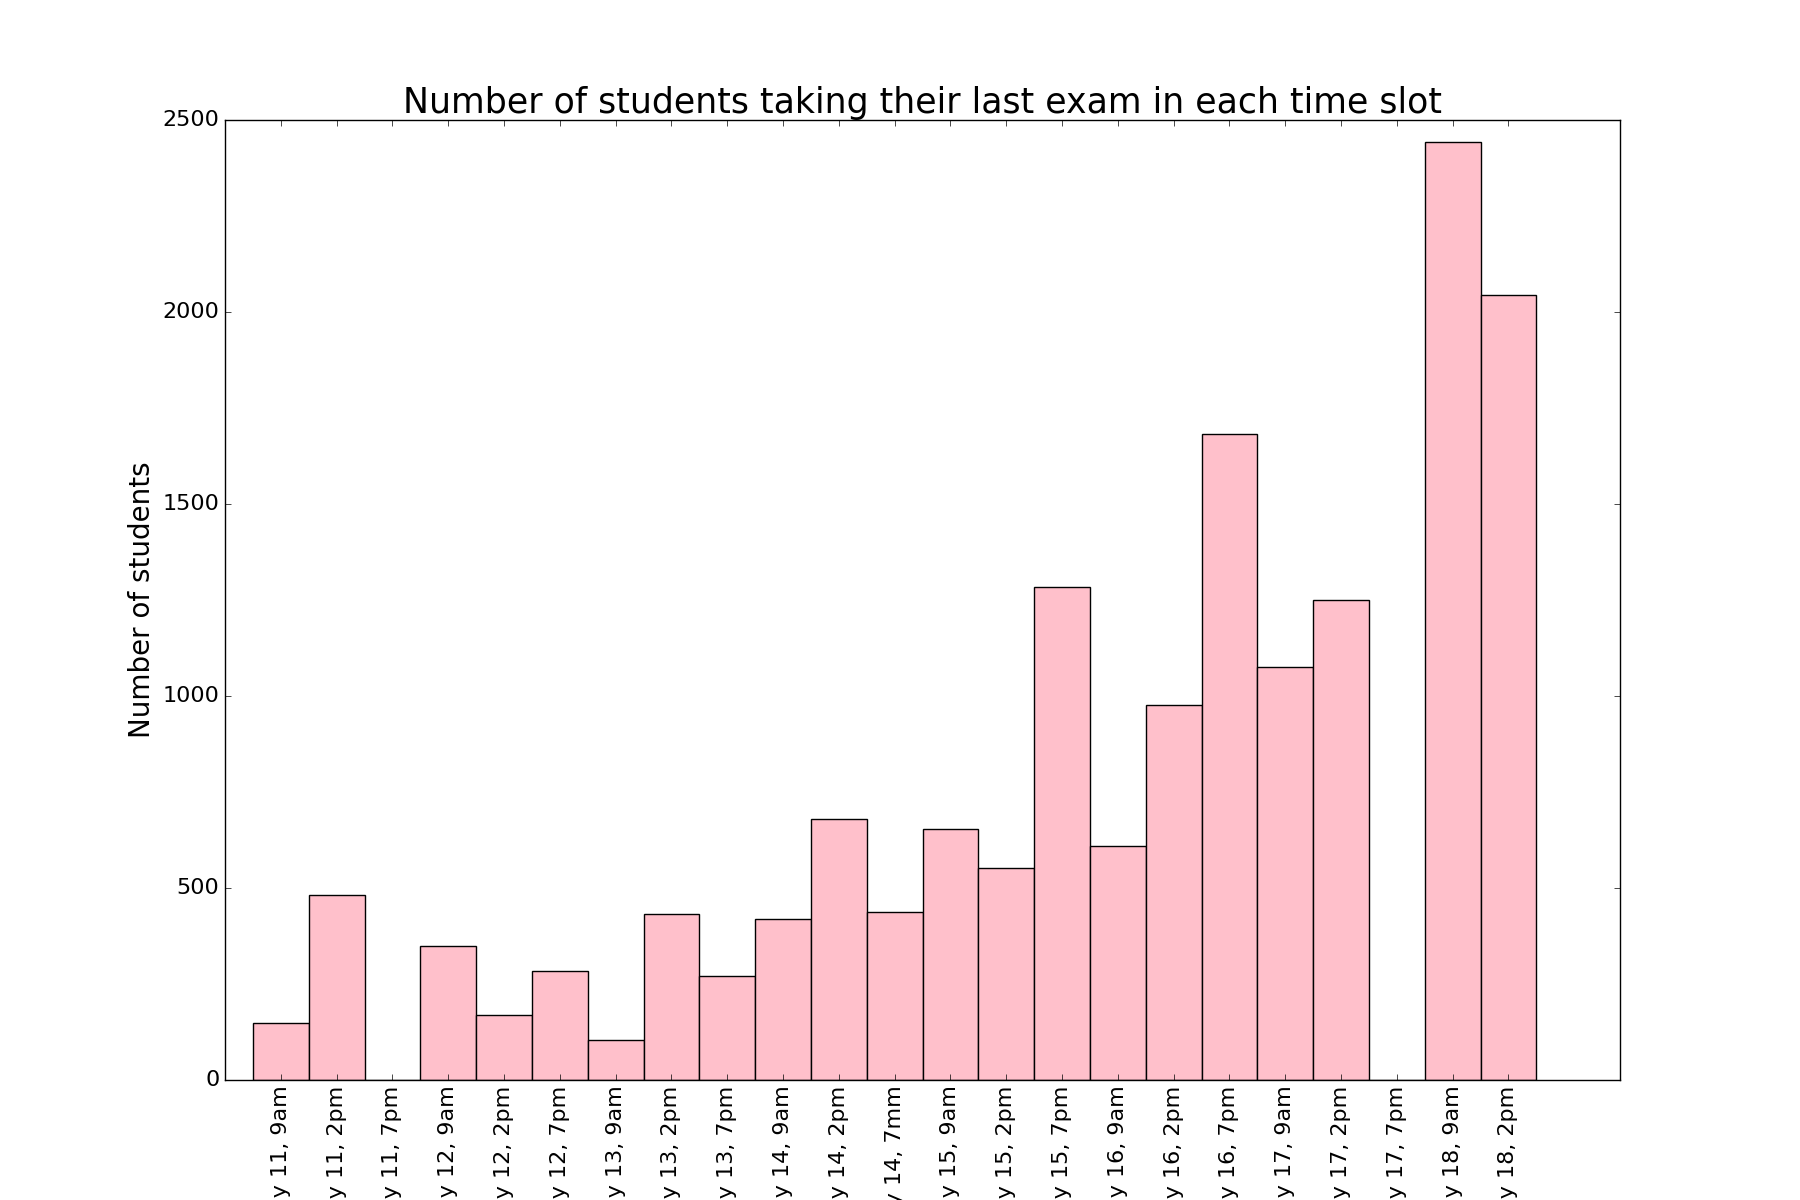 Number of students taking their last exam in each time slot
Number of students
2500
2000
1500
1000
500
0
y 11, 9am
y 11, 2pm
y 11, 7pm
y 12, 9am
y 12, 2pm
y 12, 7pm
y 13, 9am
y 13, 2pm
y 13, 7pm
y 14, 9am
y 14, 2pm
y 14, 7mm
y 15, 9am
y 15, 2pm
y 15, 7pm
y 16, 9am
y 16, 2pm
y 16, 7pm
y 17, 9am
y 17, 2pm
y 17, 7pm
y 18, 9am
y 18, 2pm